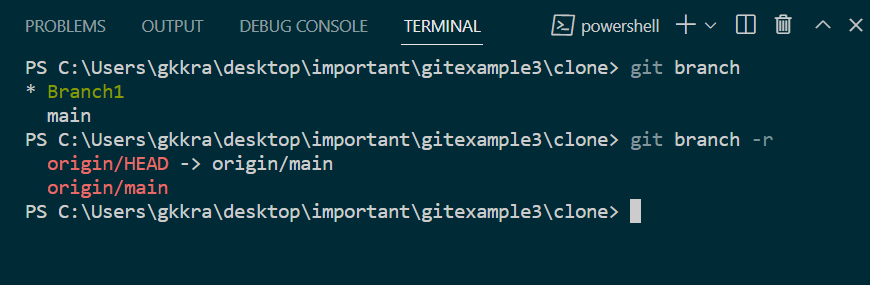 PROBLEMS OUTPUT DEBUG CONSOLE TERMINAL powershell
PS C:\Users\gkkra\desktop\important\gitexample3\clone> git branch
* Branch1
  main
PS C:\Users\gkkra\desktop\important\gitexample3\clone> git branch -r
  origin/HEAD -> origin/main
  origin/main
PS C:\Users\gkkra\desktop\important\gitexample3\clone>